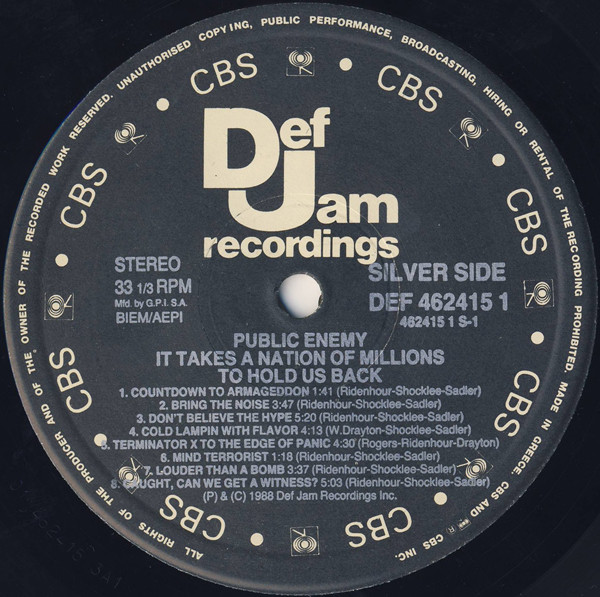 ALL RIGHTS OF THE PRODUCER AND OF THE OWNER OF THE RECORDED WORK RESERVED. UNAUTHORISED COPYING, PUBLIC PERFORMANCE, BROADCASTING, HIRING OR RENTAL OF THE RECORDING PROHIBITED. MADE IN GREECE. CBS AND ARE ® CBS INC.
CBS
CBS
CBS
CBS
CBS
CBS
CBS
CBS
Def
Jam
recordings
STEREO
33 1/3 RPM
Mfd. by G.P.I. S.A.
BIEM/AEPI
SILVER SIDE
DEF 462415 1
462415 1 S-1
PUBLIC ENEMY
IT TAKES A NATION OF MILLIONS
TO HOLD US BACK
1. COUNTDOWN TO ARMAGEDDON 1:41 (Ridenhour-Shocklee-Sadler)
2. BRING THE NOISE 3:47 (Ridenhour-Shocklee-Sadler)
3. DON'T BELIEVE THE HYPE 5:20 (Ridenhour-Shocklee-Sadler)
4. COLD LAMPIN WITH FLAVOR 4:13 (W.Drayton-Shocklee-Sadler)
5. TERMINATOR X TO THE EDGE OF PANIC 4:30 (Rogers-Ridenhour-Drayton)
6. MIND TERRORIST 1:18 (Ridenhour-Shocklee-Sadler)
7. LOUDER THAN A BOMB 3:37 (Ridenhour-Shocklee-Sadler)
8. CAUGHT, CAN WE GET A WITNESS? 5:03 (Ridenhour-Shocklee-Sadler)
(P) & (C) 1988 Def Jam Recordings Inc.